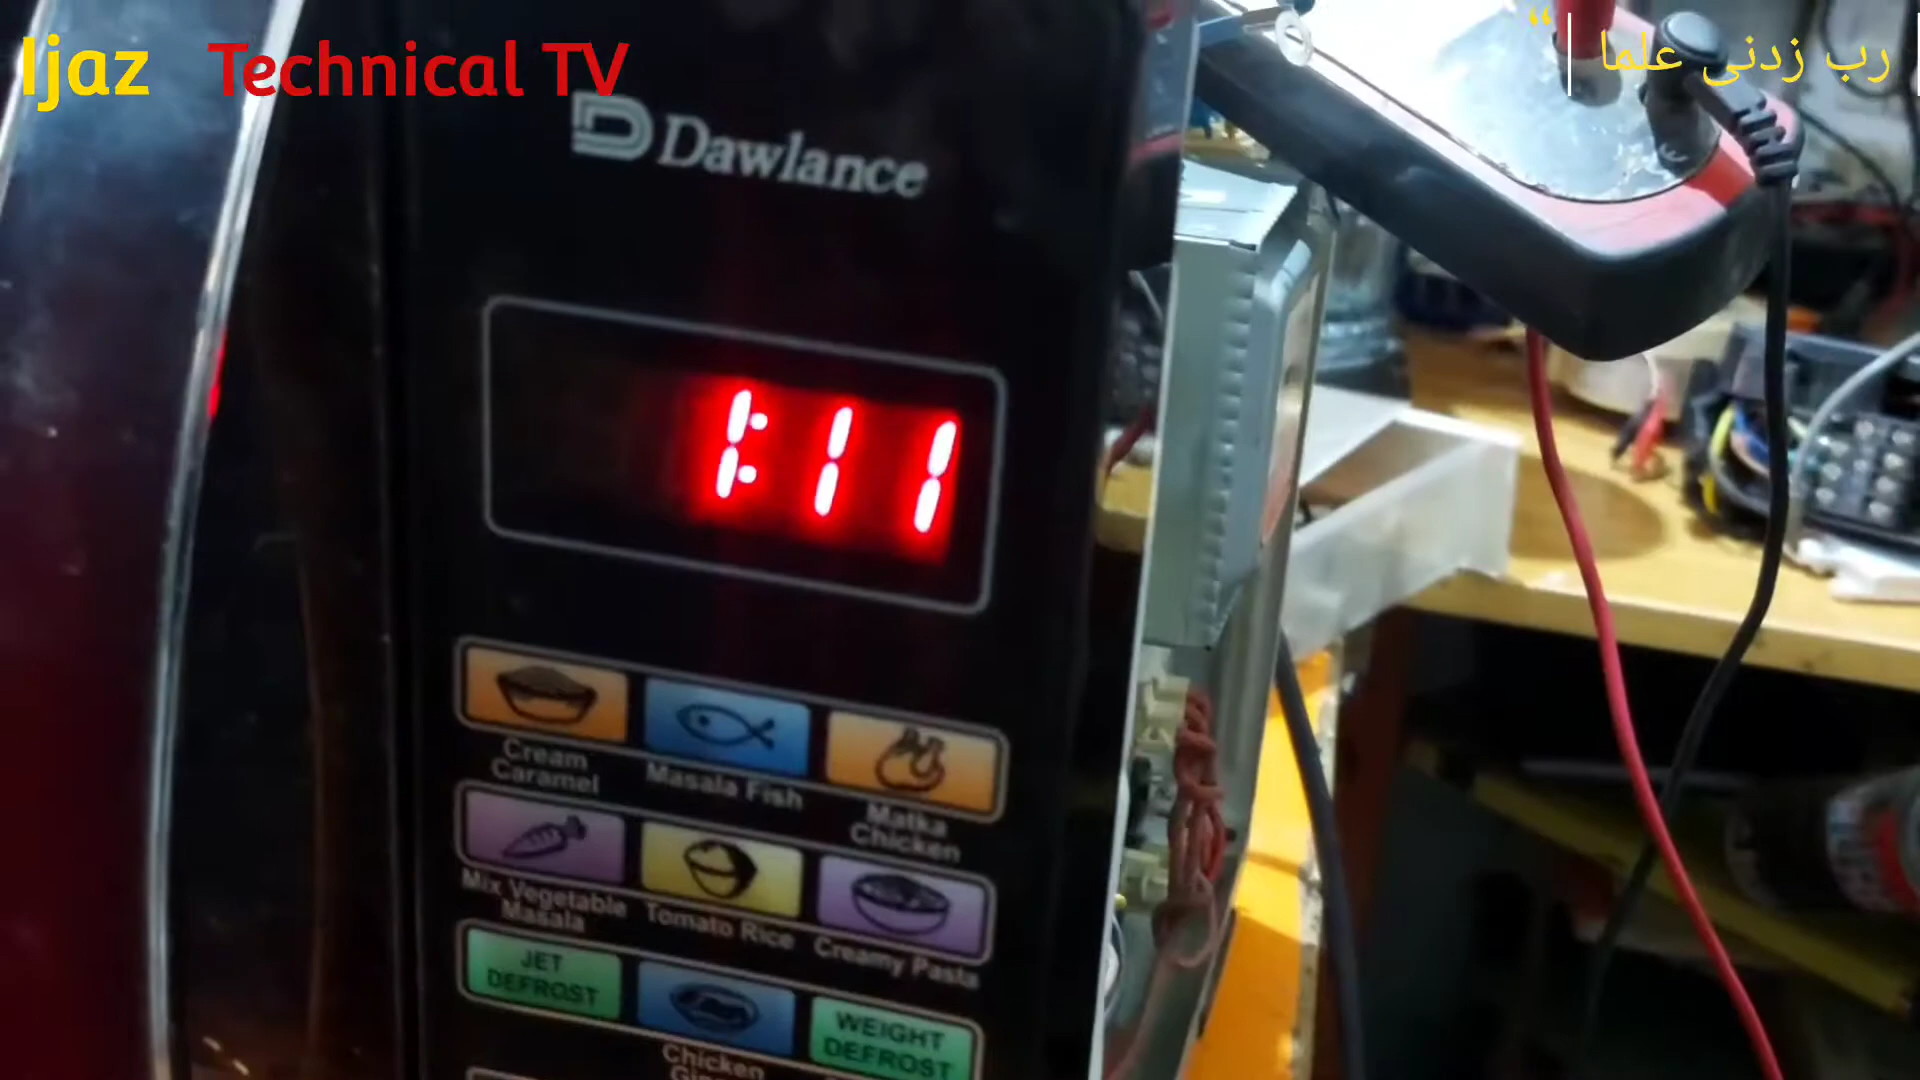 Ijaz Technical TV
رب زدنی علما
Dawlance
1:11
Cream
Caramel
Masala Fish
Matka
Chicken
Mix Vegetable
Masala
Tomato Rice
Creamy Pasta
JET
DEFROST
WEIGHT
DEFROST
Chicken